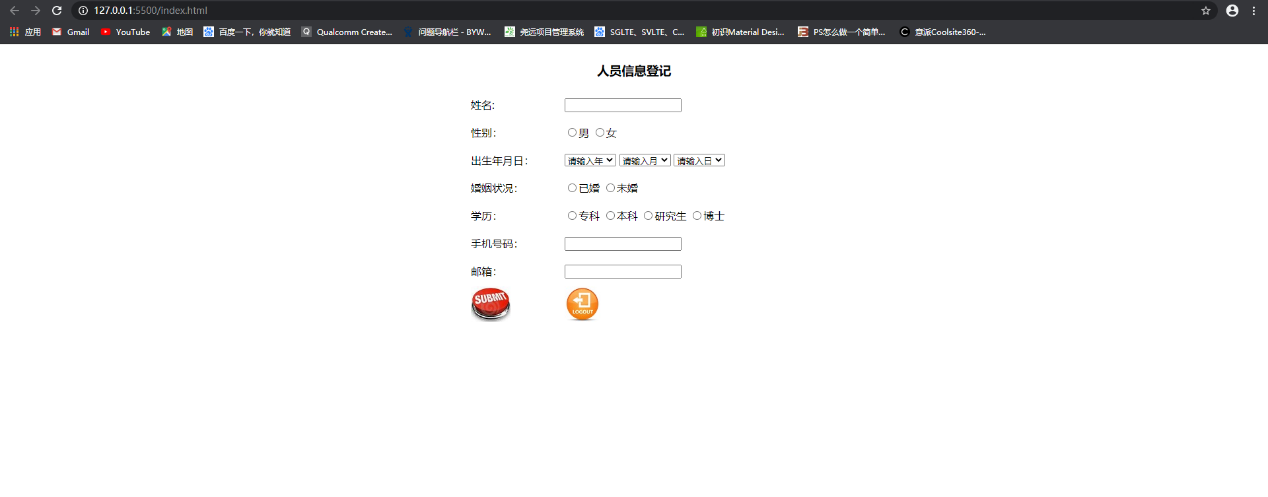 127.0.0.1:5500/index.html
应用 Gmail YouTube 地图 百度一下，你就知道 Qualcomm Create... 问题导航栏 - BYW... 尧远项目管理系统 SGLTE、SVLTE、C... 初识Material Desi... PS怎么做一个简单... 意派Coolsite360-...
人员信息登记
姓名:
性别： 男 女
出生年月日： 请输入年 请输入月 请输入日
婚姻状况： 已婚 未婚
学历： 专科 本科 研究生 博士
手机号码：
邮箱：
SUBMIT LOGOUT